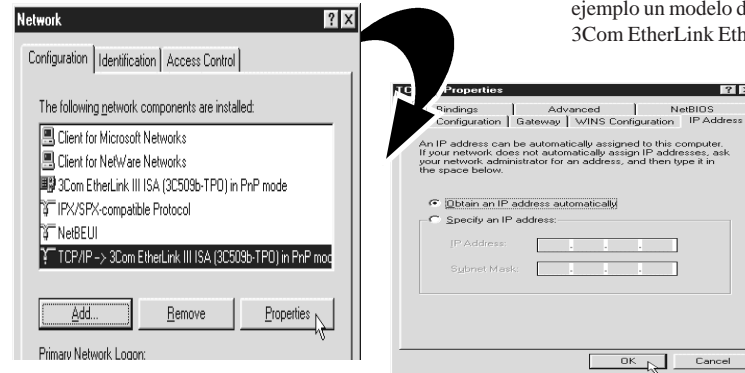 ejemplo un modelo d
3Com EtherLink Eth
Network
Configuration Identification Access Control
The following network components are installed:
Client for Microsoft Networks
Client for NetWare Networks
3Com EtherLink III ISA (3C509b-TPO) in PnP mode
IPX/SPX-compatible Protocol
NetBEUI
TCP/IP -> 3Com EtherLink III ISA (3C509b-TPO) in PnP mod
Add... Remove Properties
Primary Network Logon:
Properties
Bindings Advanced NetBIOS
Configuration Gateway WINS Configuration IP Address
An IP address can be automatically assigned to this computer.
If your network does not automatically assign IP addresses, ask
your network administrator for an address, and then type it in
the space below.
Obtain an IP address automatically
Specify an IP address:
IP Address:
Subnet Mask:
OK Cancel